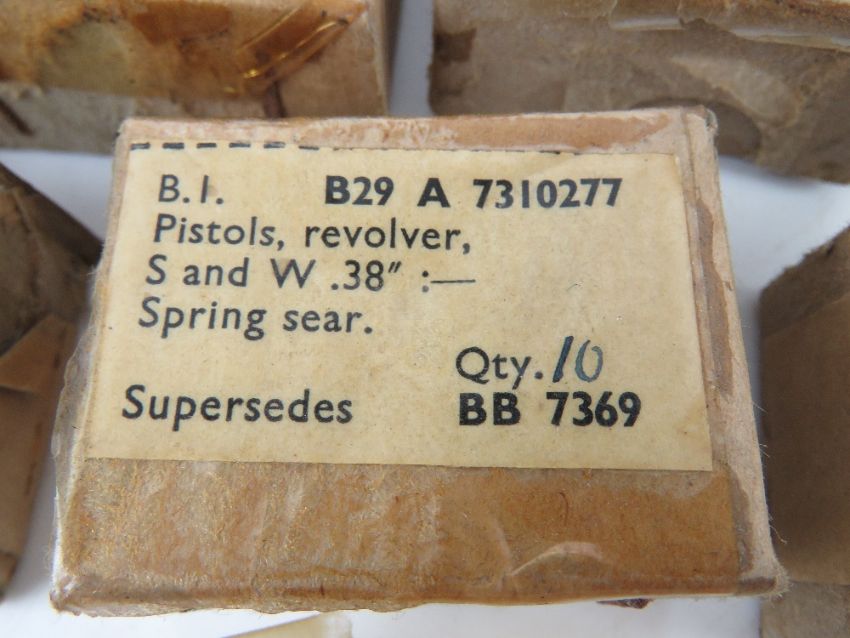 B.I. B29 A 7310277
Pistols, revolver,
S and W .38" :—
Spring sear.
Qty. 10
Supersedes BB 7369